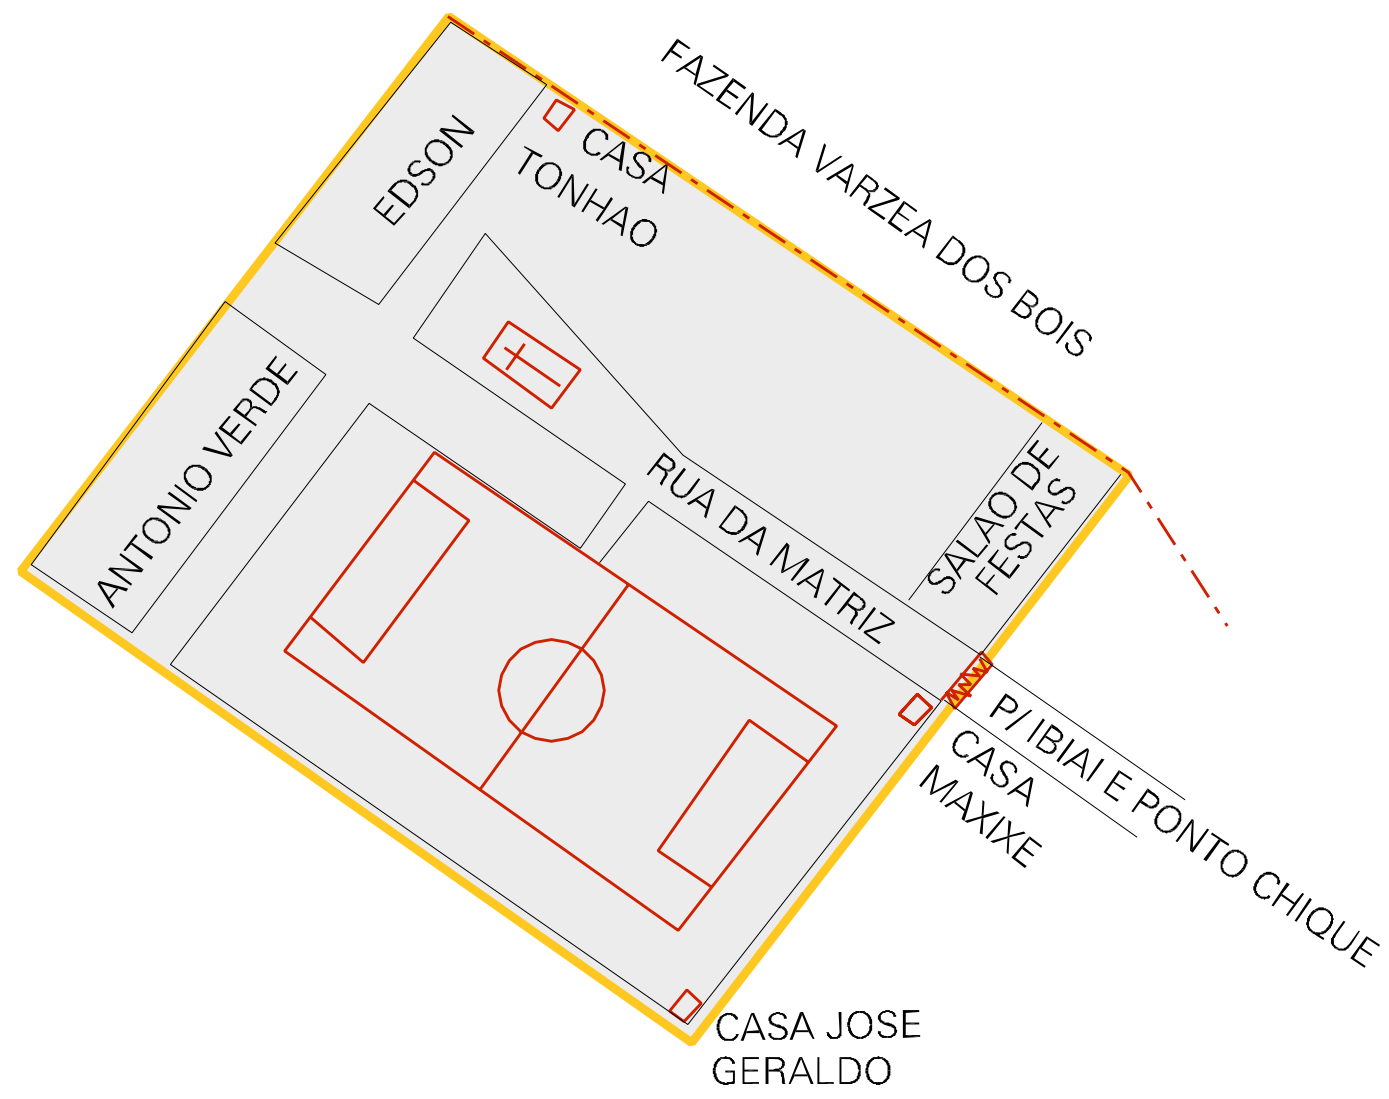 FAZENDA VARZEA DOS BOIS
EDSON
CASA
TONHAO
ANTONIO VERDE
RUA DA MATRIZ
SALAO DE
FESTAS
P/ IBIAI E PONTO CHIQUE
CASA
MAXIXE
CASA JOSE
GERALDO